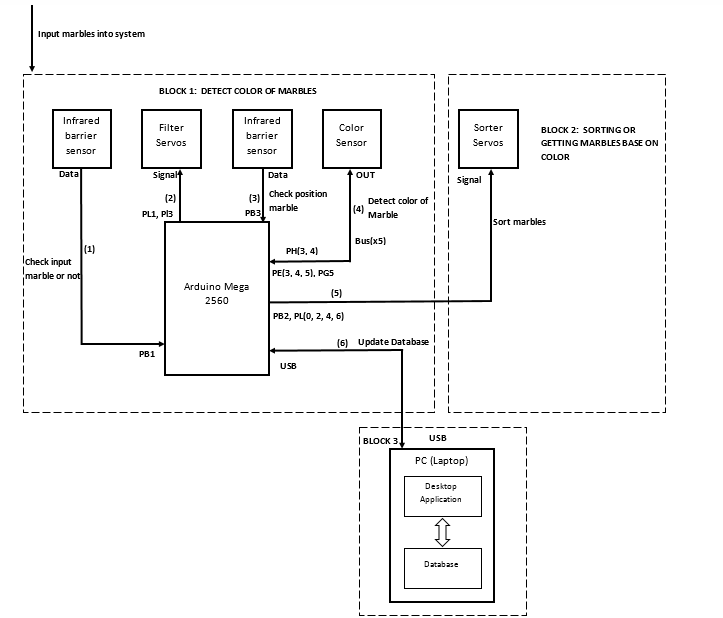 Input marbles into system
BLOCK 1:  DETECT COLOR OF MARBLES
Infrared
barrier
sensor
Filter
Servos
Infrared
barrier
sensor
Color
Sensor
Sorter
Servos
BLOCK 2:  SORTING OR
GETTING MARBLES BASE ON
COLOR
Data
Signal
Data
OUT
Signal
(2)
PL1, Pl3
(3)
Check position
marble
PB3
(4)
Detect color of
Marble
Bus(x5)
Sort marbles
(1)
Check input
marble or not
PH(3, 4)
PE(3, 4, 5), PG5
Arduino Mega
2560
(5)
PB2, PL(0, 2, 4, 6)
(6)   Update Database
PB1
USB
BLOCK 3
USB
PC (Laptop)
Desktop
Application
Database